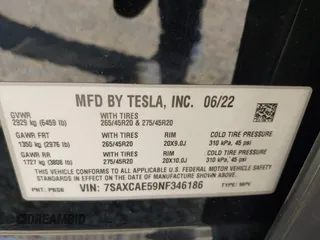 MFD BY TESLA, INC. 06/22
GVWR WITH TIRES
2929 kg (6459 lb) 265/45R20 & 275/45R20
GAWR FRT WITH TIRES RIM COLD TIRE PRESSURE
1350 kg (2976 lb) 265/45R20 20X9.0J 310 kPa, 45 psi
GAWR RR WITH TIRES RIM COLD TIRE PRESSURE
1727 kg (3808 lb) 275/45R20 20X10.0J 310 kPa, 45 psi
THIS VEHICLE CONFORMS TO ALL APPLICABLE U.S. FEDERAL MOTOR VEHICLE
SAFETY STANDARDS IN EFFECT ON THE DATE OF MANUFACTURE SHOWN ABOVE.
PNT: PBSB VIN: 7SAXCAE59NF346186 TYPE: MPV
DREAMBID